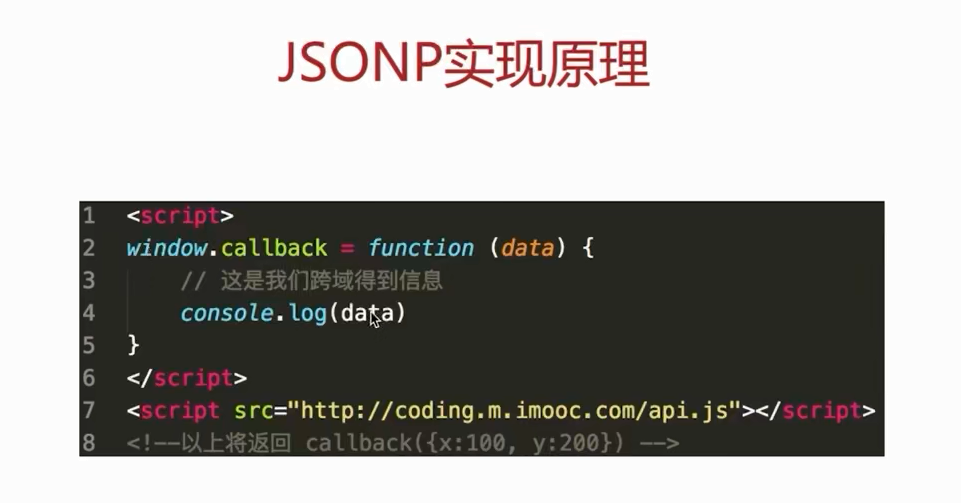 JSONP实现原理
1 <script>
2 window.callback = function (data) {
3 // 这是我们跨域得到信息
4 console.log(data)
5 }
6 </script>
7 <script src="http://coding.m.imooc.com/api.js"></script>
8 <!--以上将返回 callback({x:100, y:200}) -->